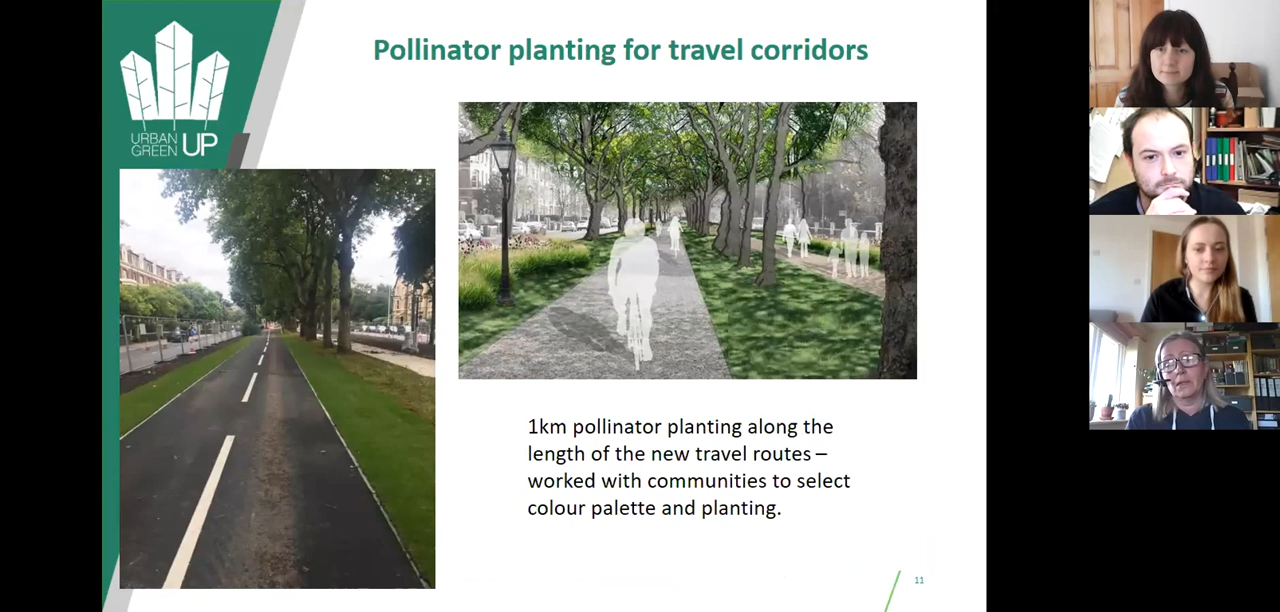 URBAN
GREEN UP
Pollinator planting for travel corridors
1km pollinator planting along the
length of the new travel routes –
worked with communities to select
colour palette and planting.
11